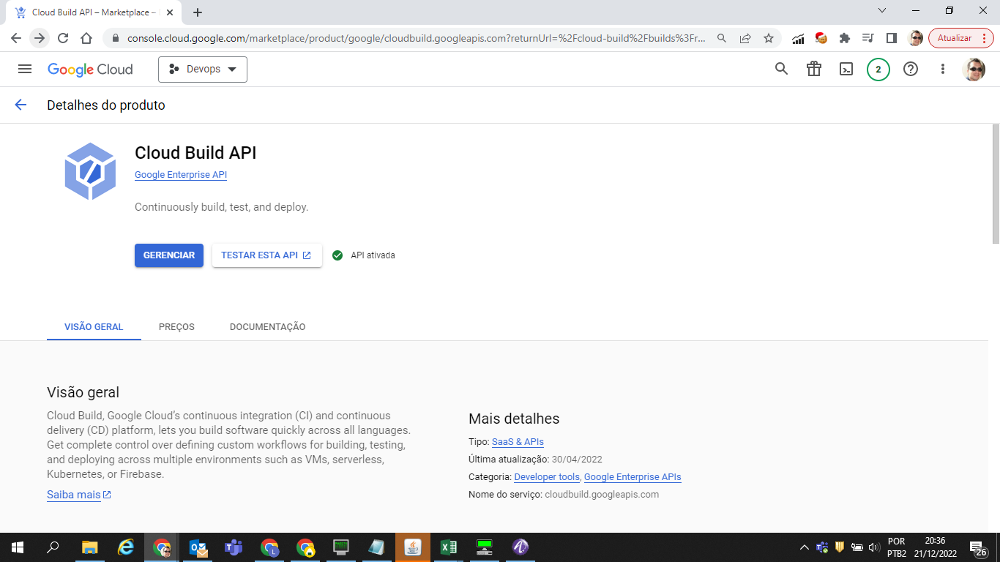 Cloud Build API – Marketplace –
console.cloud.google.com/marketplace/product/google/cloudbuild.googleapis.com?returnUrl=%2Fcloud-build%2Fbuilds%3Fr...
Atualizar
Google Cloud
Devops
2
Detalhes do produto
Cloud Build API
Google Enterprise API
Continuously build, test, and deploy.
GERENCIAR
TESTAR ESTA API
API ativada
VISÃO GERAL
PREÇOS
DOCUMENTAÇÃO
Visão geral
Cloud Build, Google Cloud's continuous integration (CI) and continuous
delivery (CD) platform, lets you build software quickly across all languages.
Get complete control over defining custom workflows for building, testing,
and deploying across multiple environments such as VMs, serverless,
Kubernetes, or Firebase.
Saiba mais
Mais detalhes
Tipo: SaaS & APIs
Última atualização: 30/04/2022
Categoria: Developer tools, Google Enterprise APIs
Nome do serviço: cloudbuild.googleapis.com
POR
PTB2
20:36
21/12/2022
26